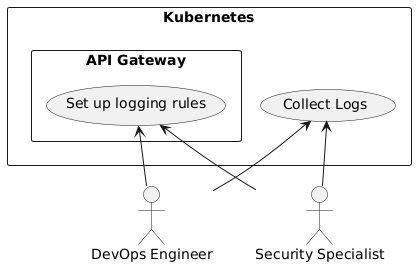 Kubernetes
API Gateway
Set up logging rules
Collect Logs
DevOps Engineer
Security Specialist